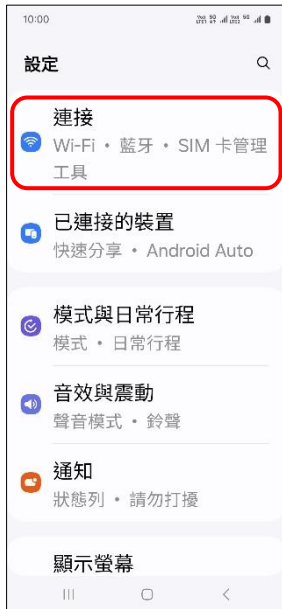 10:00
設定
連接
Wi-Fi • 藍牙 • SIM 卡管理
工具
已連接的裝置
快速分享 • Android Auto
模式與日常行程
模式 • 日常行程
音效與震動
聲音模式 • 鈴聲
通知
狀態列 • 請勿打擾
顯示螢幕